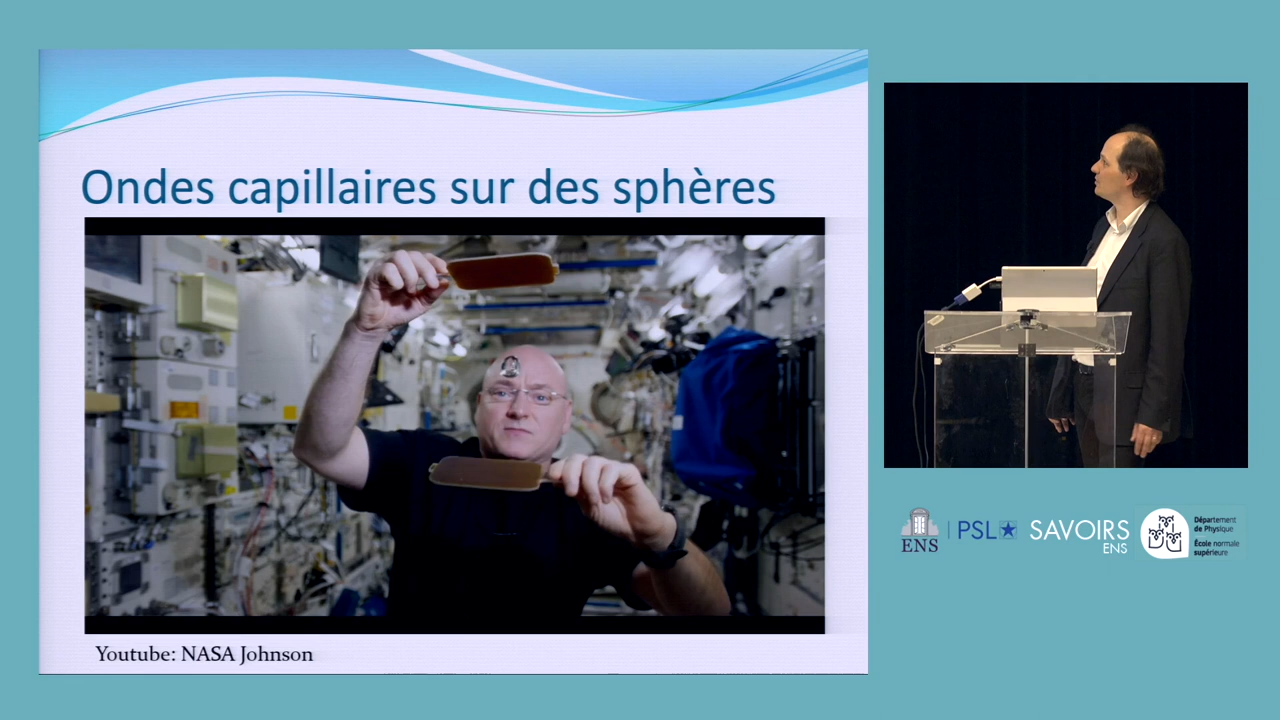 Ondes capillaires sur des sphères
Youtube: NASA Johnson
ENS
PSL
SAVOIRS
ENS
Département
de Physique
École normale
supérieure